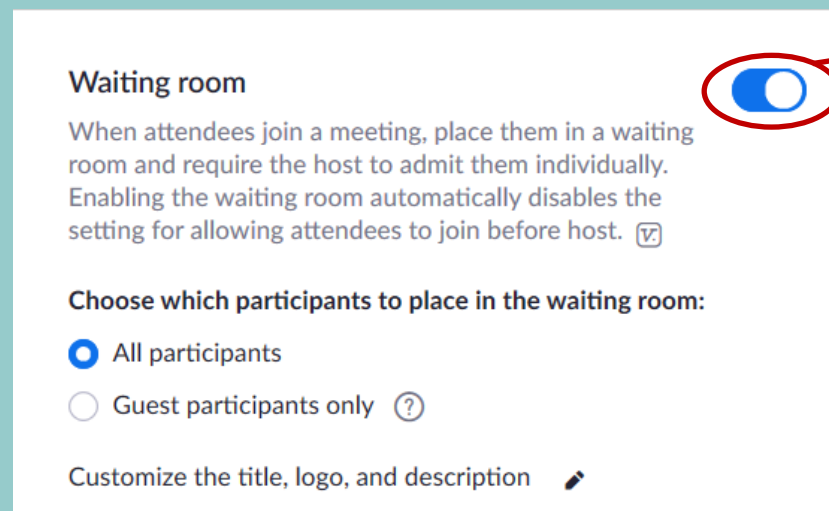 Waiting room
When attendees join a meeting, place them in a waiting
room and require the host to admit them individually.
Enabling the waiting room automatically disables the
setting for allowing attendees to join before host.
Choose which participants to place in the waiting room:
All participants
Guest participants only ?
Customize the title, logo, and description